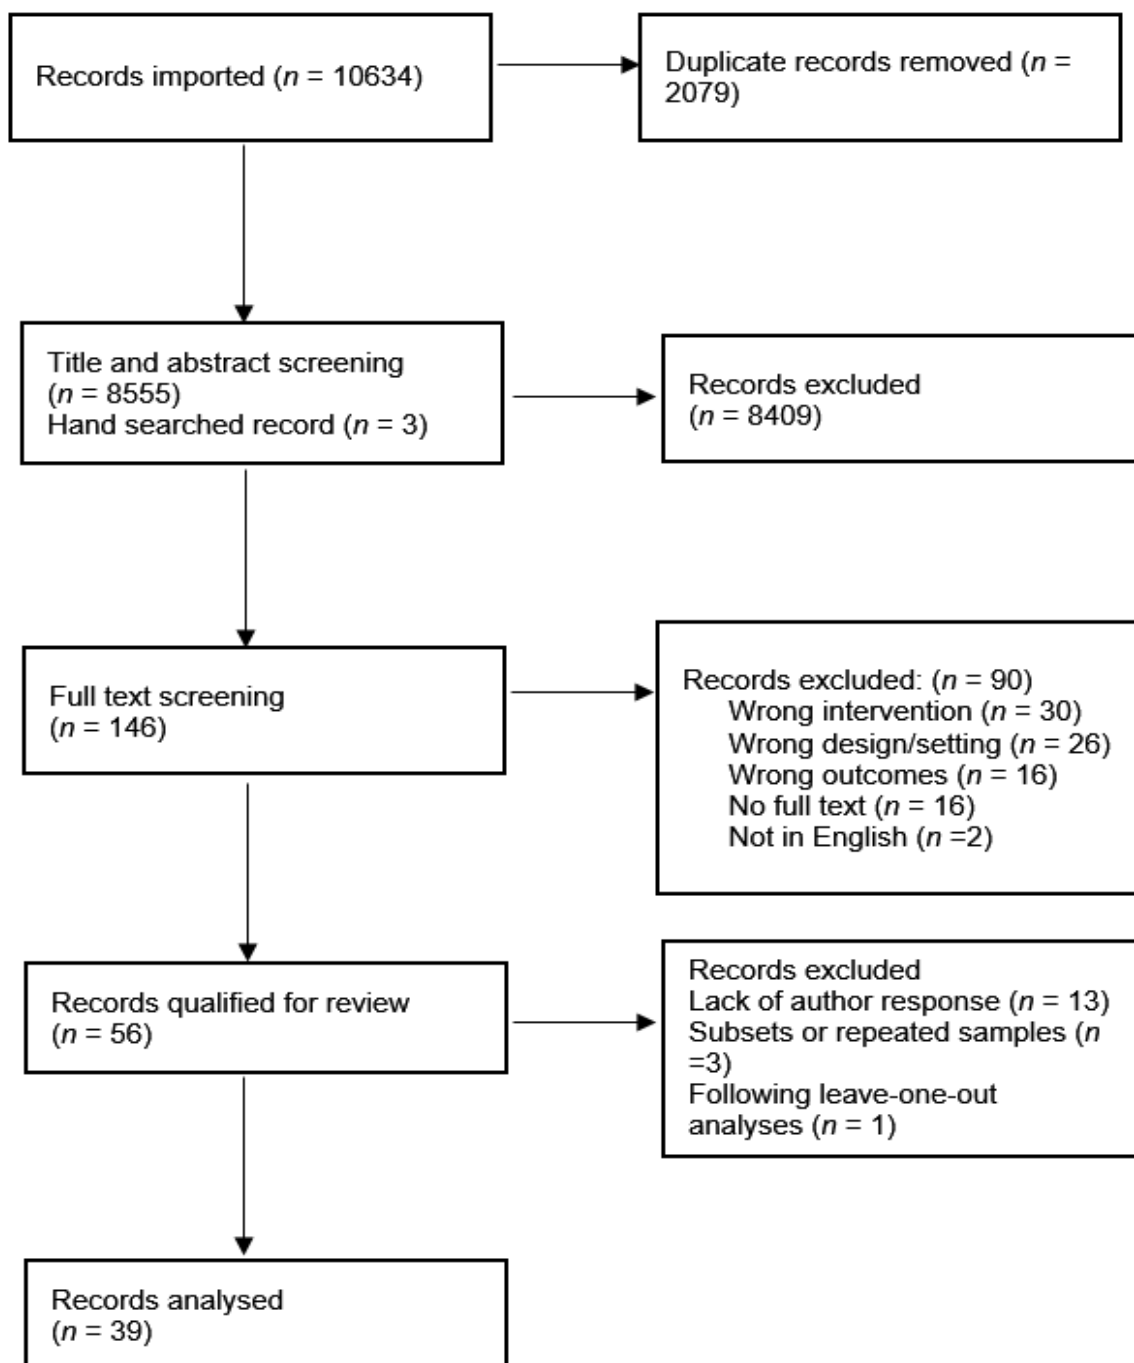 Records imported (n = 10634)
Duplicate records removed (n =
2079)
Title and abstract screening
(n = 8555)
Hand searched record (n = 3)
Records excluded
(n = 8409)
Full text screening
(n = 146)
Records excluded: (n = 90)
Wrong intervention (n = 30)
Wrong design/setting (n = 26)
Wrong outcomes (n = 16)
No full text (n = 16)
Not in English (n =2)
Records qualified for review
(n = 56)
Records excluded
Lack of author response (n = 13)
Subsets or repeated samples (n
=3)
Following leave-one-out
analyses (n = 1)
Records analysed
(n = 39)